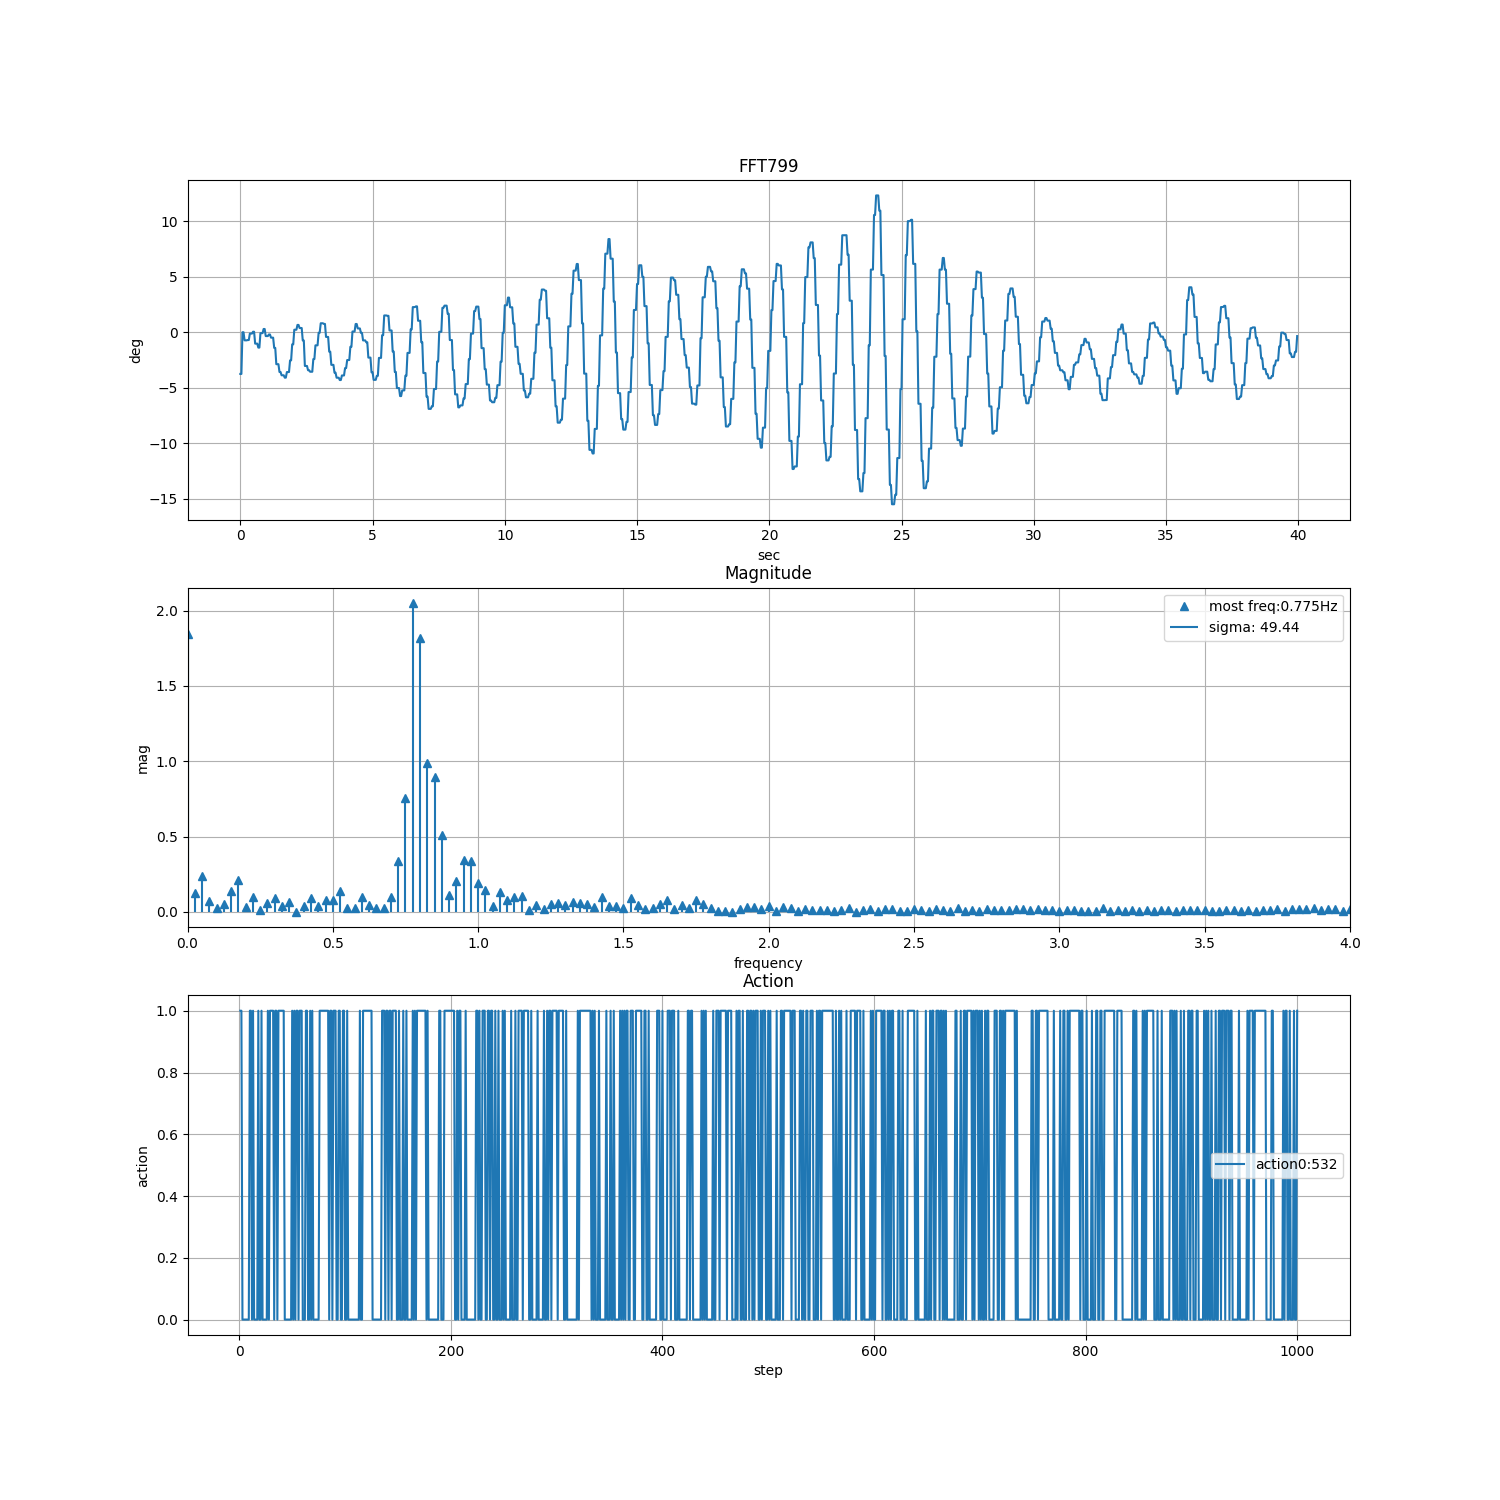 FFT799
10
5
0
−5
−10
−15
deg
0 5 10 15 20 25 30 35 40
sec
Magnitude
2.0
1.5
1.0
0.5
0.0
mag
most freq:0.775Hz
sigma: 49.44
0.0 0.5 1.0 1.5 2.0 2.5 3.0 3.5 4.0
frequency
Action
1.0
0.8
0.6
0.4
0.2
0.0
action
action0:532
0 200 400 600 800 1000
step